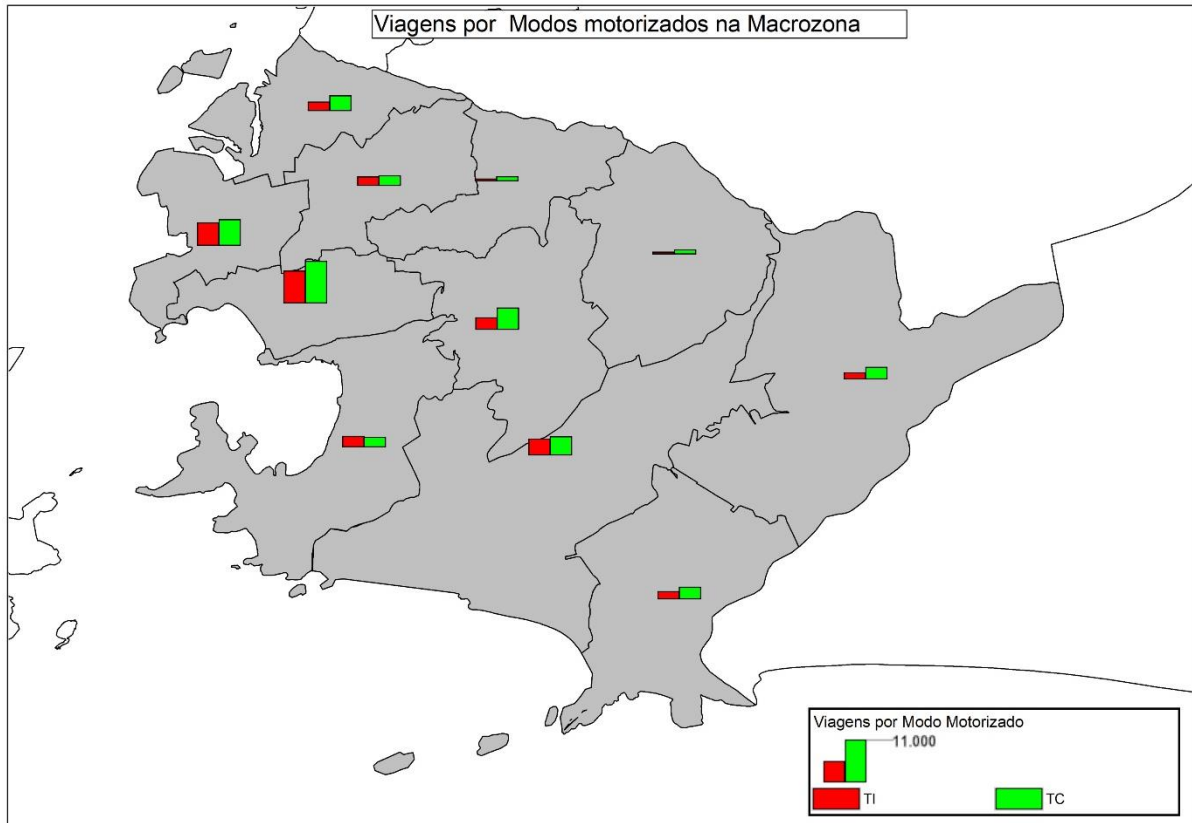 Viagens por Modos motorizados na Macrozona
Viagens por Modo Motorizado
11.000
TI
TC